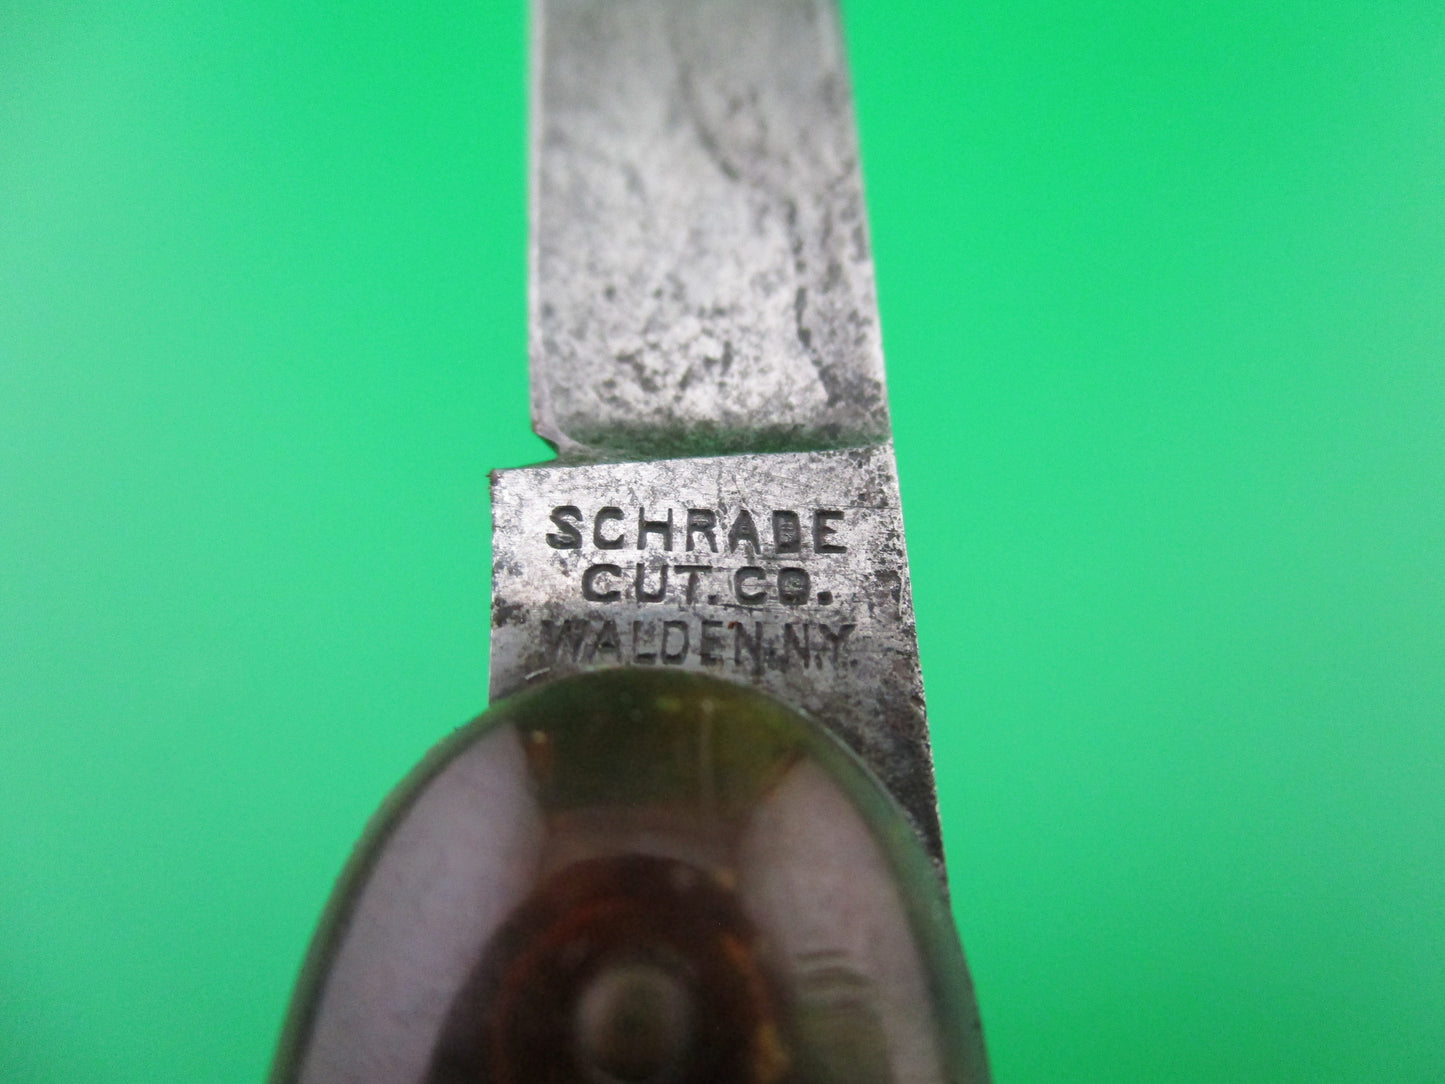 SCHRADE
CUT. CO.
WALDEN. N.Y.